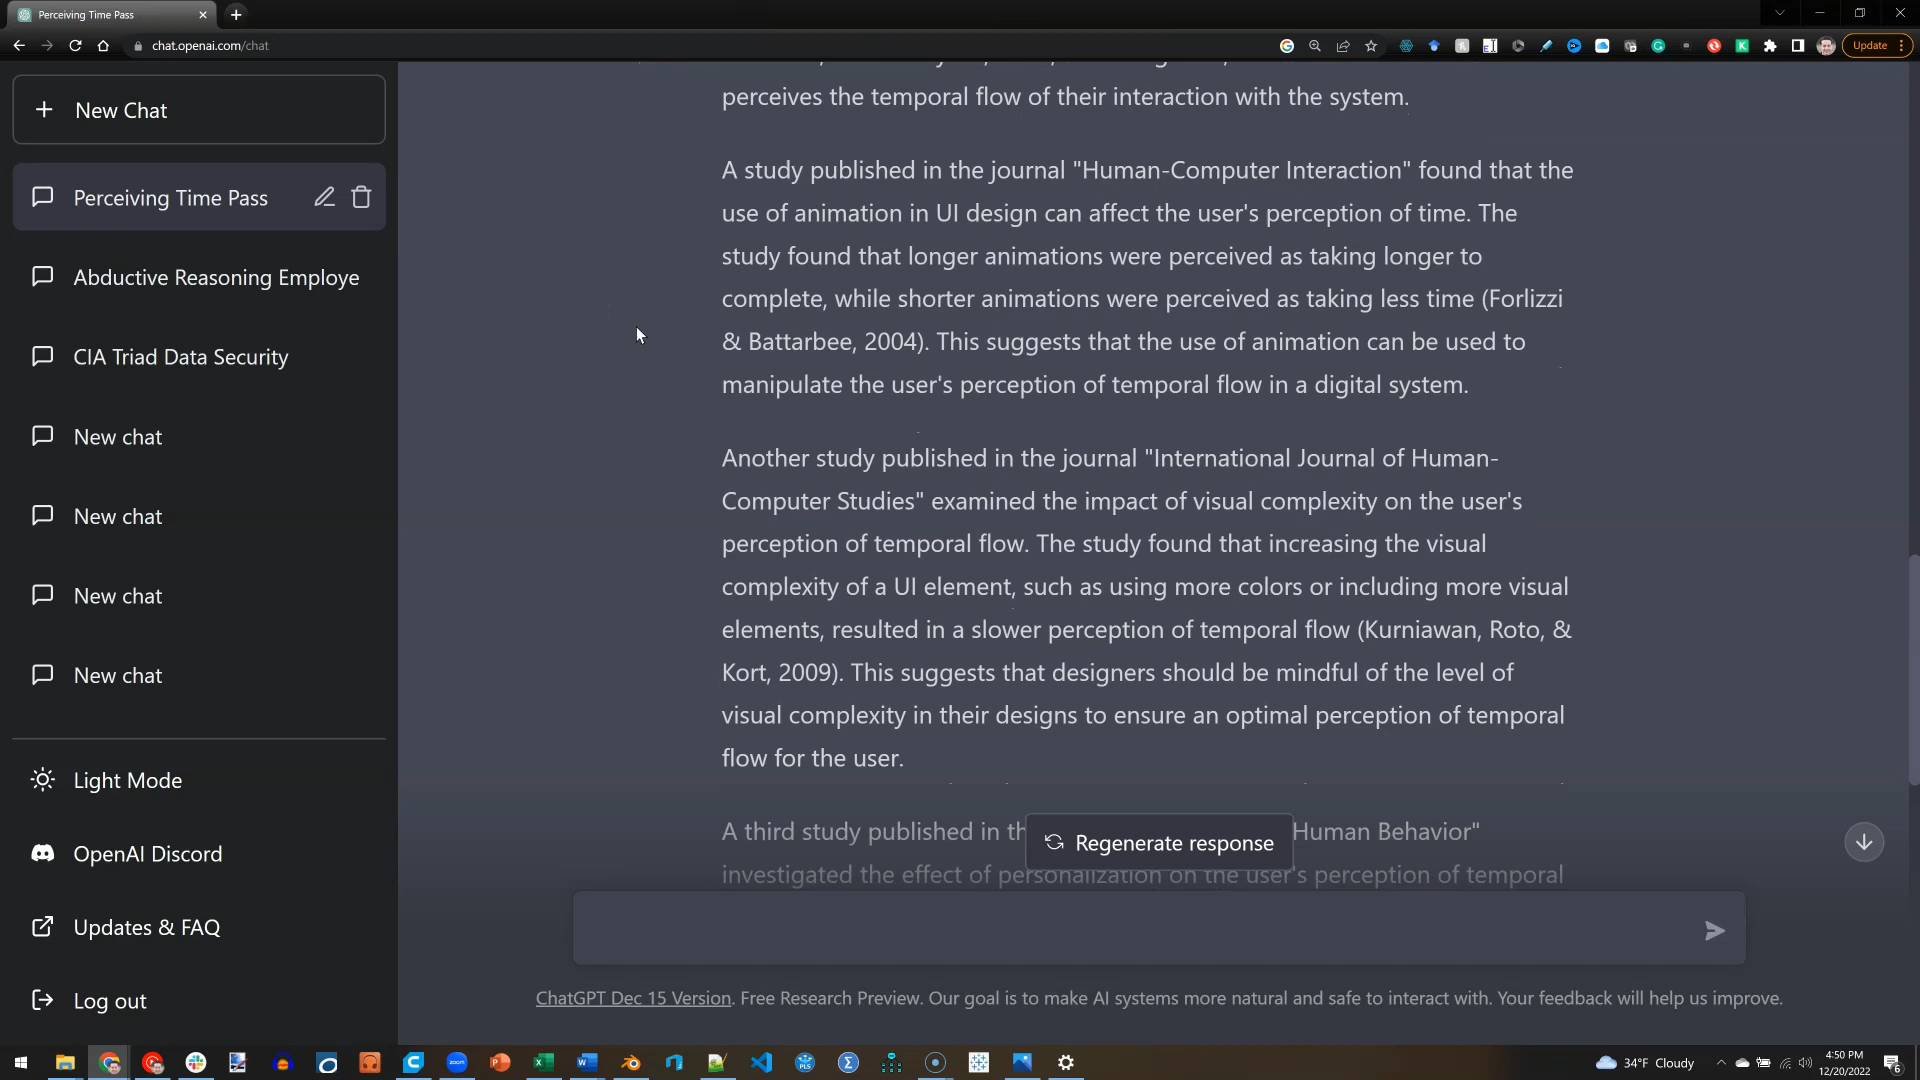 Perceiving Time Pass
chat.openai.com/chat
Update
New Chat
Perceiving Time Pass
Abductive Reasoning Employe
CIA Triad Data Security
New chat
New chat
New chat
New chat
Light Mode
OpenAI Discord
Updates & FAQ
Log out
perceives the temporal flow of their interaction with the system.
A study published in the journal "Human-Computer Interaction" found that the
use of animation in UI design can affect the user's perception of time. The
study found that longer animations were perceived as taking longer to
complete, while shorter animations were perceived as taking less time (Forlizzi
& Battarbee, 2004). This suggests that the use of animation can be used to
manipulate the user's perception of temporal flow in a digital system.
Another study published in the journal "International Journal of Human-
Computer Studies" examined the impact of visual complexity on the user's
perception of temporal flow. The study found that increasing the visual
complexity of a UI element, such as using more colors or including more visual
elements, resulted in a slower perception of temporal flow (Kurniawan, Roto, &
Kort, 2009). This suggests that designers should be mindful of the level of
visual complexity in their designs to ensure an optimal perception of temporal
flow for the user.
A third study published in th Human Behavior"
Regenerate response
investigated the effect of personalization on the user's perception of temporal
ChatGPT Dec 15 Version. Free Research Preview. Our goal is to make AI systems more natural and safe to interact with. Your feedback will help us improve.
34°F Cloudy
4:50 PM
12/20/2022
6